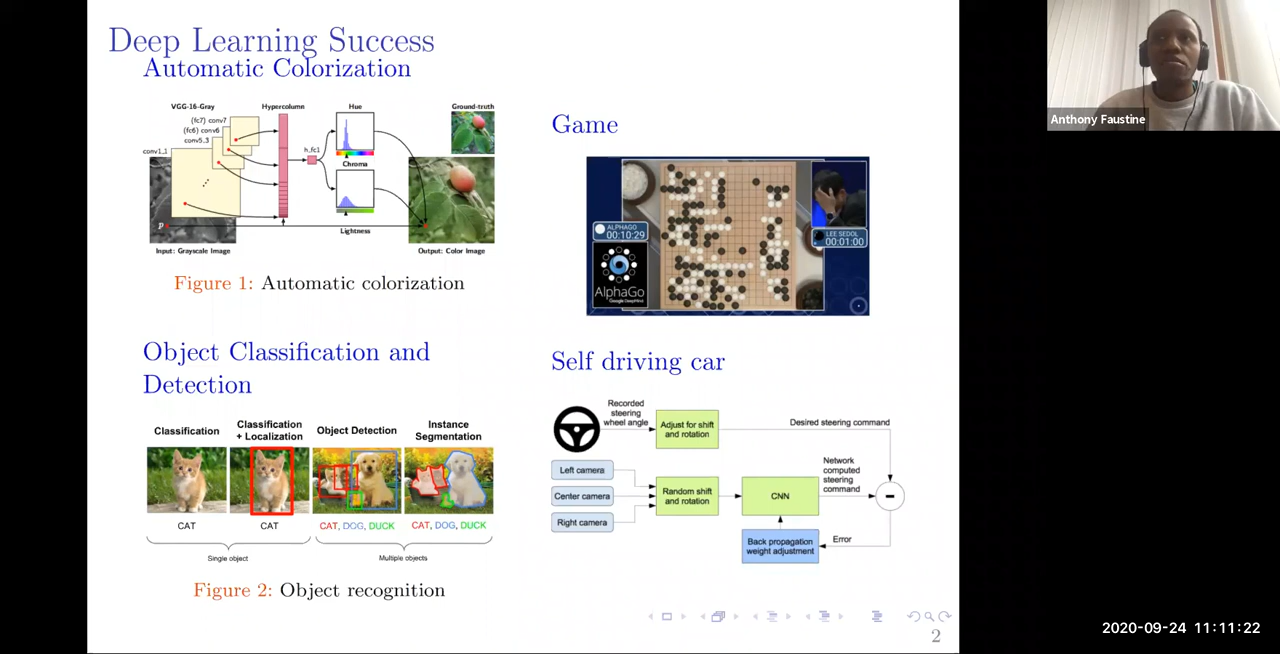 Deep Learning Success
Automatic Colorization
VGG-16-Gray
Hypercolumn
Hue
Ground-truth
(fc7) conv7
(fc6) conv6
conv5_3
conv1_1
h_fc1
Chroma
p
Lightness
Input: Grayscale Image
Output: Color Image
Figure 1: Automatic colorization
Object Classification and
Detection
Classification
Classification
+ Localization
Object Detection
Instance
Segmentation
CAT
CAT
CAT, DOG, DUCK
CAT, DOG, DUCK
Single object
Multiple objects
Figure 2: Object recognition
Game
ALPHAGO
00:10:29
AlphaGo
Google DeepMind
LEE SEDOL
00:01:00
Self driving car
Recorded
steering
wheel angle
Adjust for shift
and rotation
Desired steering command
Left camera
Center camera
Right camera
Random shift
and rotation
CNN
Network
computed
steering
command
-
Back propagation
weight adjustment
Error
2
Anthony Faustine
2020-09-24 11:11:22